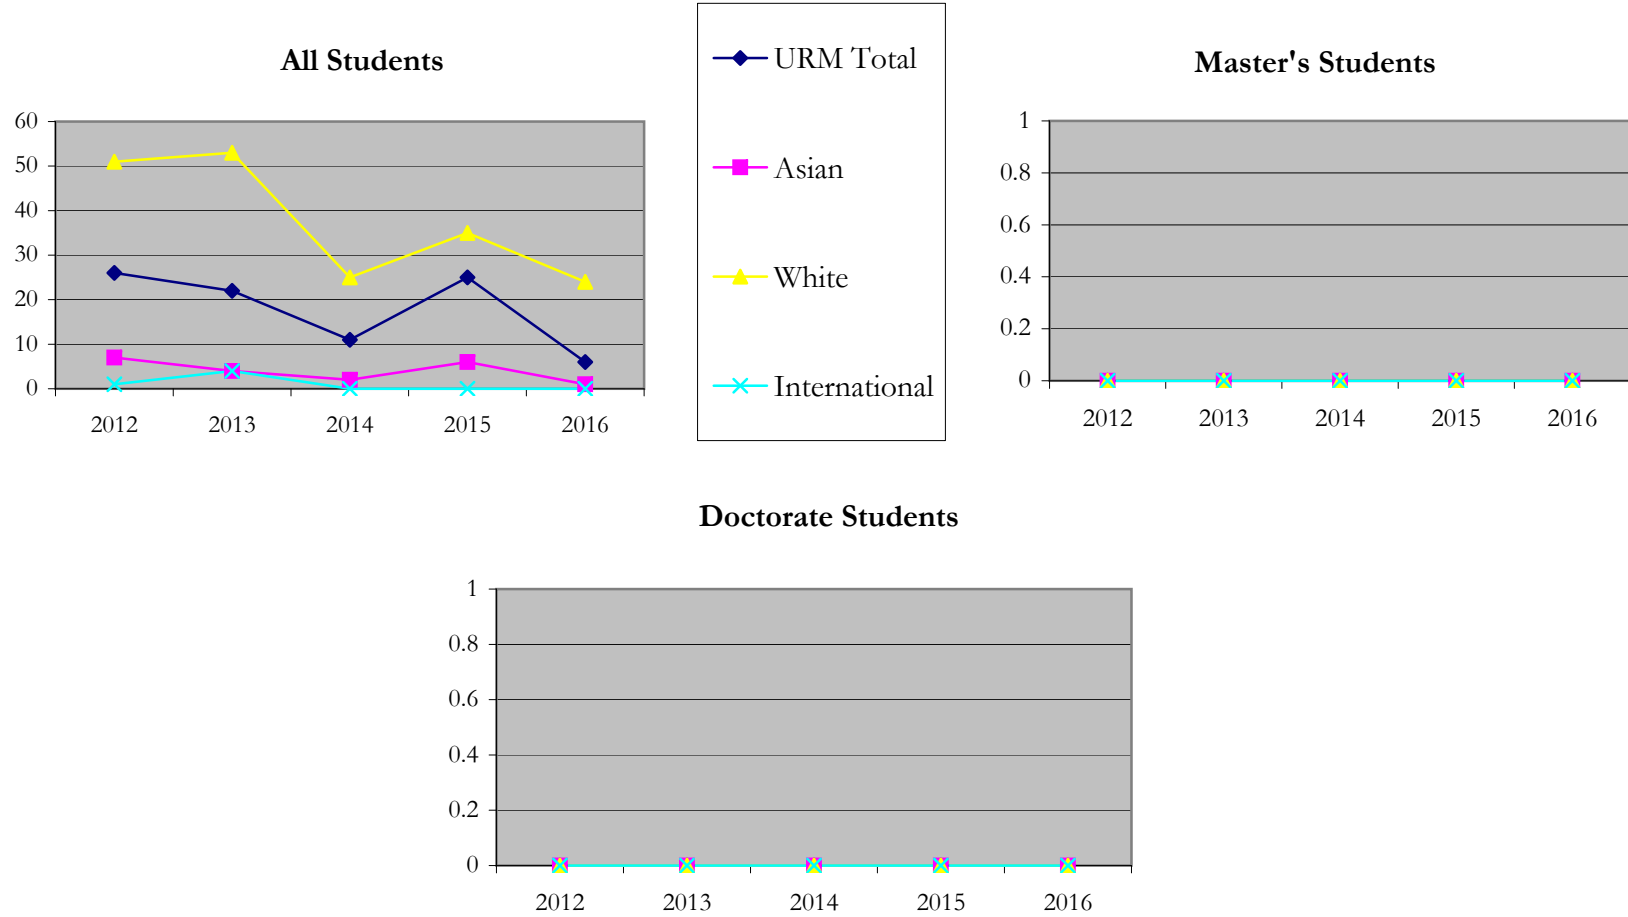 All Students
60
50
40
30
20
10
0
2012 2013 2014 2015 2016
URM Total
Asian
White
International
Master's Students
1
0.8
0.6
0.4
0.2
0
2012 2013 2014 2015 2016
Doctorate Students
1
0.8
0.6
0.4
0.2
0
2012 2013 2014 2015 2016